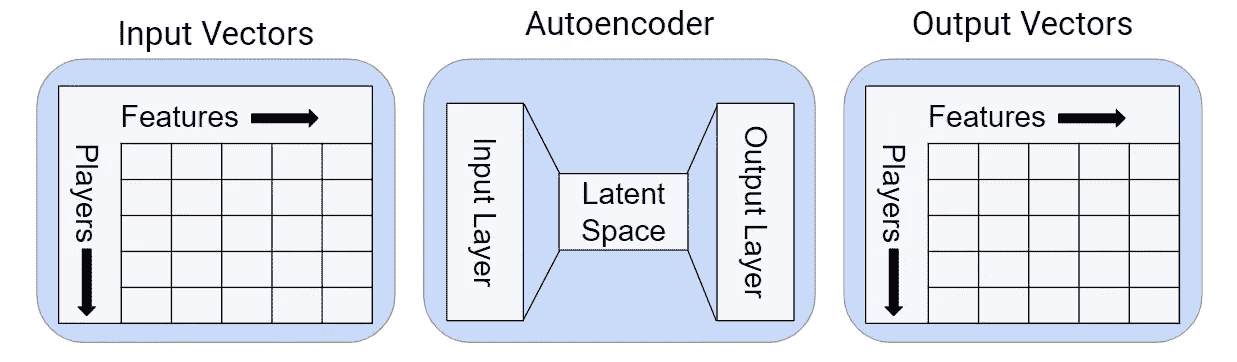 Input Vectors
Features
Players
Autoencoder
Input Layer
Latent
Space
Output Layer
Output Vectors
Features
Players